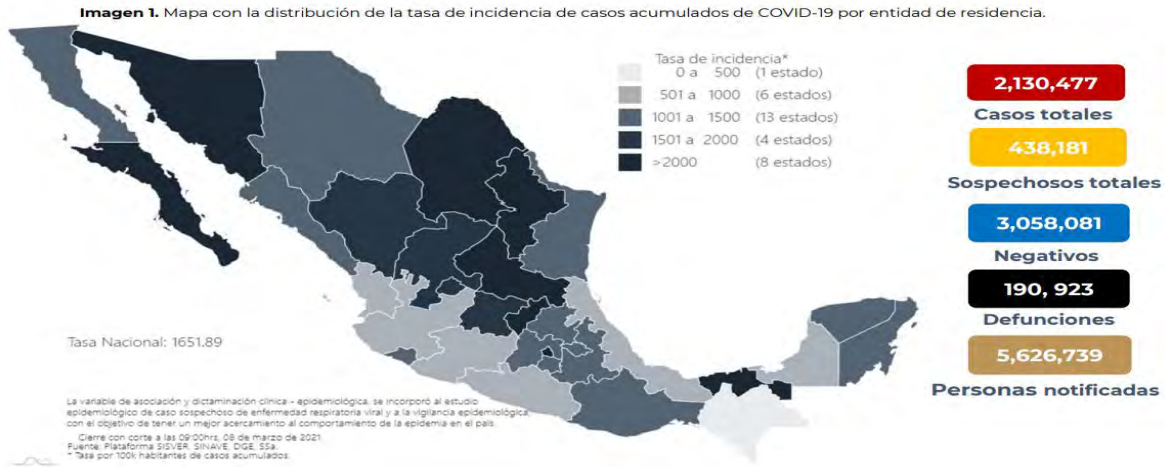 Imagen 1. Mapa con la distribución de la tasa de incidencia de casos acumulados de COVID-19 por entidad de residencia.
Tasa de incidencia*
0 a 500 (1 estado)
501 a 1000 (6 estados)
1001 a 1500 (13 estados)
1501 a 2000 (4 estados)
>2000 (8 estados)
2,130,477
Casos totales
438,181
Sospechosos totales
3,058,081
Negativos
190, 923
Defunciones
5,626,739
Personas notificadas
Tasa Nacional: 1651.89
La variable de asociación y dictaminación clínica - epidemiológica, se incorporó al estudio
epidemiológico de caso sospechoso de enfermedad respiratoria viral y a la vigilancia epidemiológica,
con el objetivo de tener un mejor acercamiento al comportamiento de la epidemia en el país
Cierre con corte a las 09:00hrs, 08 de marzo de 2021
Fuente: Plataforma SISVER, SINAVE, DGE, SSa.
* Tasa por 100k habitantes de casos acumulados.